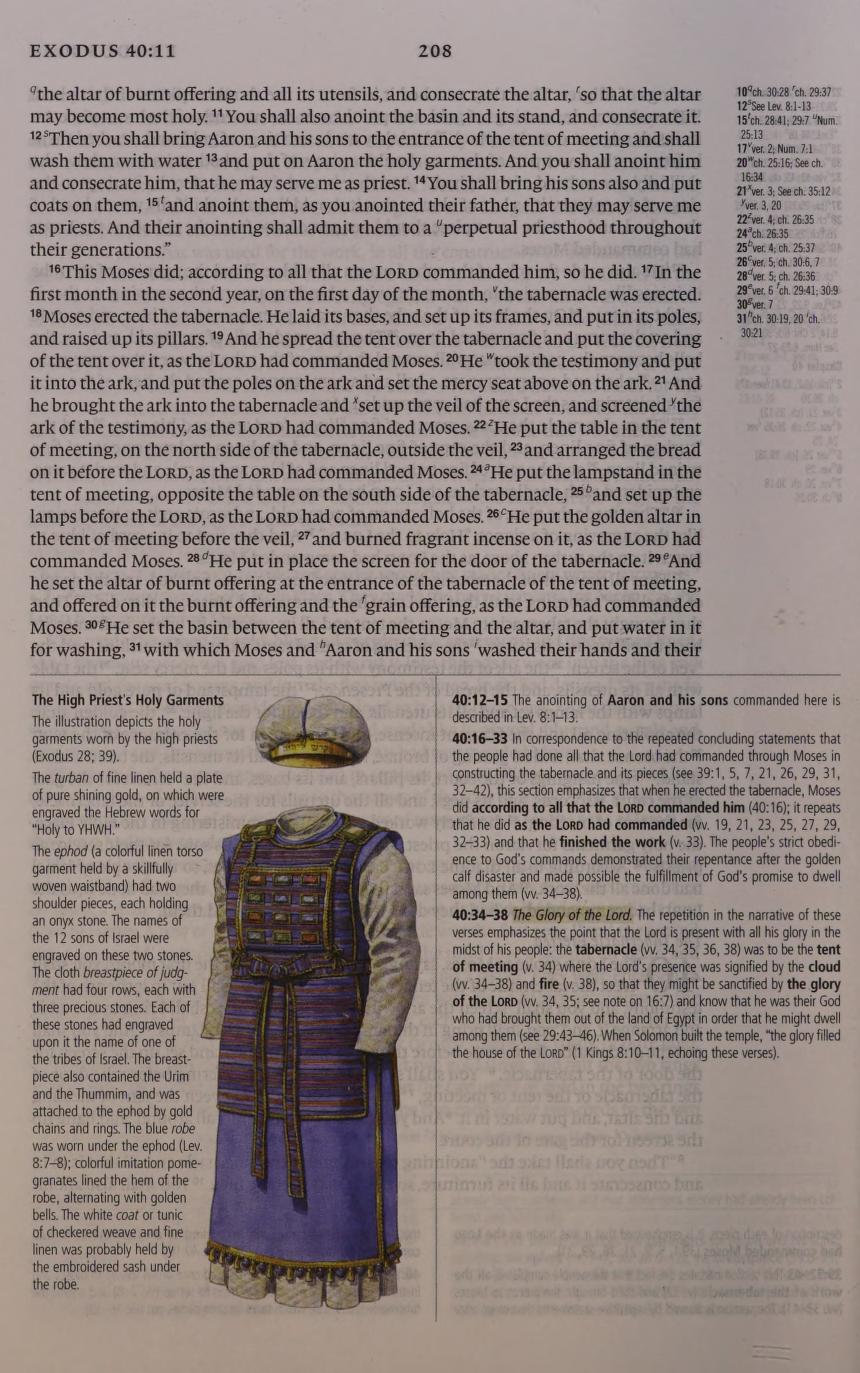 EXODUS 40:11
208
qthe altar of burnt offering and all its utensils, and consecrate the altar, rso that the altar
may become most holy. 11 You shall also anoint the basin and its stand, and consecrate it.
12 sThen you shall bring Aaron and his sons to the entrance of the tent of meeting and shall
wash them with water 13 and put on Aaron the holy garments. And you shall anoint him
and consecrate him, that he may serve me as priest. 14 You shall bring his sons also and put
coats on them, 15 tand anoint them, as you anointed their father, that they may serve me
as priests. And their anointing shall admit them to a uperpetual priesthood throughout
their generations.”
16 This Moses did; according to all that the LORD commanded him, so he did. 17 In the
first month in the second year, on the first day of the month, vthe tabernacle was erected.
18 Moses erected the tabernacle. He laid its bases, and set up its frames, and put in its poles,
and raised up its pillars. 19 And he spread the tent over the tabernacle and put the covering
of the tent over it, as the LORD had commanded Moses. 20 He wtook the testimony and put
it into the ark, and put the poles on the ark and set the mercy seat above on the ark. 21 And
he brought the ark into the tabernacle and xset up the veil of the screen, and screened ythe
ark of the testimony, as the LORD had commanded Moses. 22 zHe put the table in the tent
of meeting, on the north side of the tabernacle, outside the veil, 23 and arranged the bread
on it before the LORD, as the LORD had commanded Moses. 24 aHe put the lampstand in the
tent of meeting, opposite the table on the south side of the tabernacle, 25 band set up the
lamps before the LORD, as the LORD had commanded Moses. 26 cHe put the golden altar in
the tent of meeting before the veil, 27 and burned fragrant incense on it, as the LORD had
commanded Moses. 28 dHe put in place the screen for the door of the tabernacle. 29 eAnd
he set the altar of burnt offering at the entrance of the tabernacle of the tent of meeting,
and offered on it the burnt offering and the fgrain offering, as the LORD had commanded
Moses. 30 gHe set the basin between the tent of meeting and the altar, and put water in it
for washing, 31 with which Moses and hAaron and his sons iwashed their hands and their
10 qch. 30:28 rch. 29:37
12 sSee Lev. 8:1-13
15 tch. 28:41; 29:7 uNum.
25:13
17 vver. 2; Num. 7:1
20 wch. 25:16; See ch.
16:34
21 xver. 3; See ch. 35:12
yver. 3, 20
22 zver. 4; ch. 26:35
24 ach. 26:35
25 bver. 4; ch. 25:37
26 cver. 5; ch. 30:6, 7
28 dver. 5; ch. 26:36
29 ever. 6 fch. 29:41; 30:9
30 gver. 7
31 hch. 30:19, 20 ich.
30:21
The High Priest's Holy Garments
The illustration depicts the holy
garments worn by the high priests
(Exodus 28; 39).
The turban of fine linen held a plate
of pure shining gold, on which were
engraved the Hebrew words for
“Holy to YHWH.”
The ephod (a colorful linen torso
garment held by a skillfully
woven waistband) had two
shoulder pieces, each holding
an onyx stone. The names of
the 12 sons of Israel were
engraved on these two stones.
The cloth breastpiece of judg-
ment had four rows, each with
three precious stones. Each of
these stones had engraved
upon it the name of one of
the tribes of Israel. The breast-
piece also contained the Urim
and the Thummim, and was
attached to the ephod by gold
chains and rings. The blue robe
was worn under the ephod (Lev.
8:7–8); colorful imitation pome-
granates lined the hem of the
robe, alternating with golden
bells. The white coat or tunic
of checkered weave and fine
linen was probably held by
the embroidered sash under
the robe.
40:12–15 The anointing of Aaron and his sons commanded here is
described in Lev. 8:1–13.
40:16–33 In correspondence to the repeated concluding statements that
the people had done all that the Lord had commanded through Moses in
constructing the tabernacle and its pieces (see 39:1, 5, 7, 21, 26, 29, 31,
32–42), this section emphasizes that when he erected the tabernacle, Moses
did according to all that the LORD commanded him (40:16); it repeats
that he did as the LORD had commanded (vv. 19, 21, 23, 25, 27, 29,
32–33) and that he finished the work (v. 33). The people's strict obedi-
ence to God's commands demonstrated their repentance after the golden
calf disaster and made possible the fulfillment of God's promise to dwell
among them (vv. 34–38).
40:34–38 The Glory of the Lord. The repetition in the narrative of these
verses emphasizes the point that the Lord is present with all his glory in the
midst of his people: the tabernacle (vv. 34, 35, 36, 38) was to be the tent
of meeting (v. 34) where the Lord's presence was signified by the cloud
(vv. 34–38) and fire (v. 38), so that they might be sanctified by the glory
of the LORD (vv. 34, 35; see note on 16:7) and know that he was their God
who had brought them out of the land of Egypt in order that he might dwell
among them (see 29:43–46). When Solomon built the temple, “the glory filled
the house of the LORD” (1 Kings 8:10–11, echoing these verses).